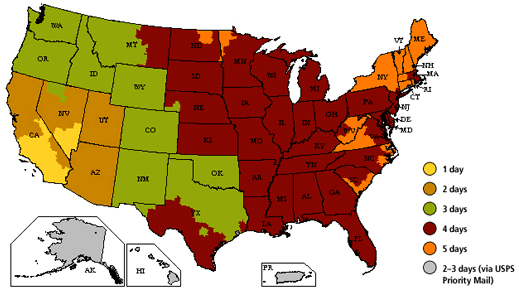 WA
MT
ND
MN
VT
ME
OR
ID
SD
WI
NY
NH
MA
RI
CT
WY
MI
PA
NJ
NV
NE
IA
OH
DE
MD
CA
UT
CO
IL
IN
WV
VA
KS
MO
KY
NC
AZ
NM
OK
AR
TN
SC
TX
LA
MS
AL
GA
FL
AK
HI
PR
1 day
2 days
3 days
4 days
5 days
2–3 days (via USPS
Priority Mail)